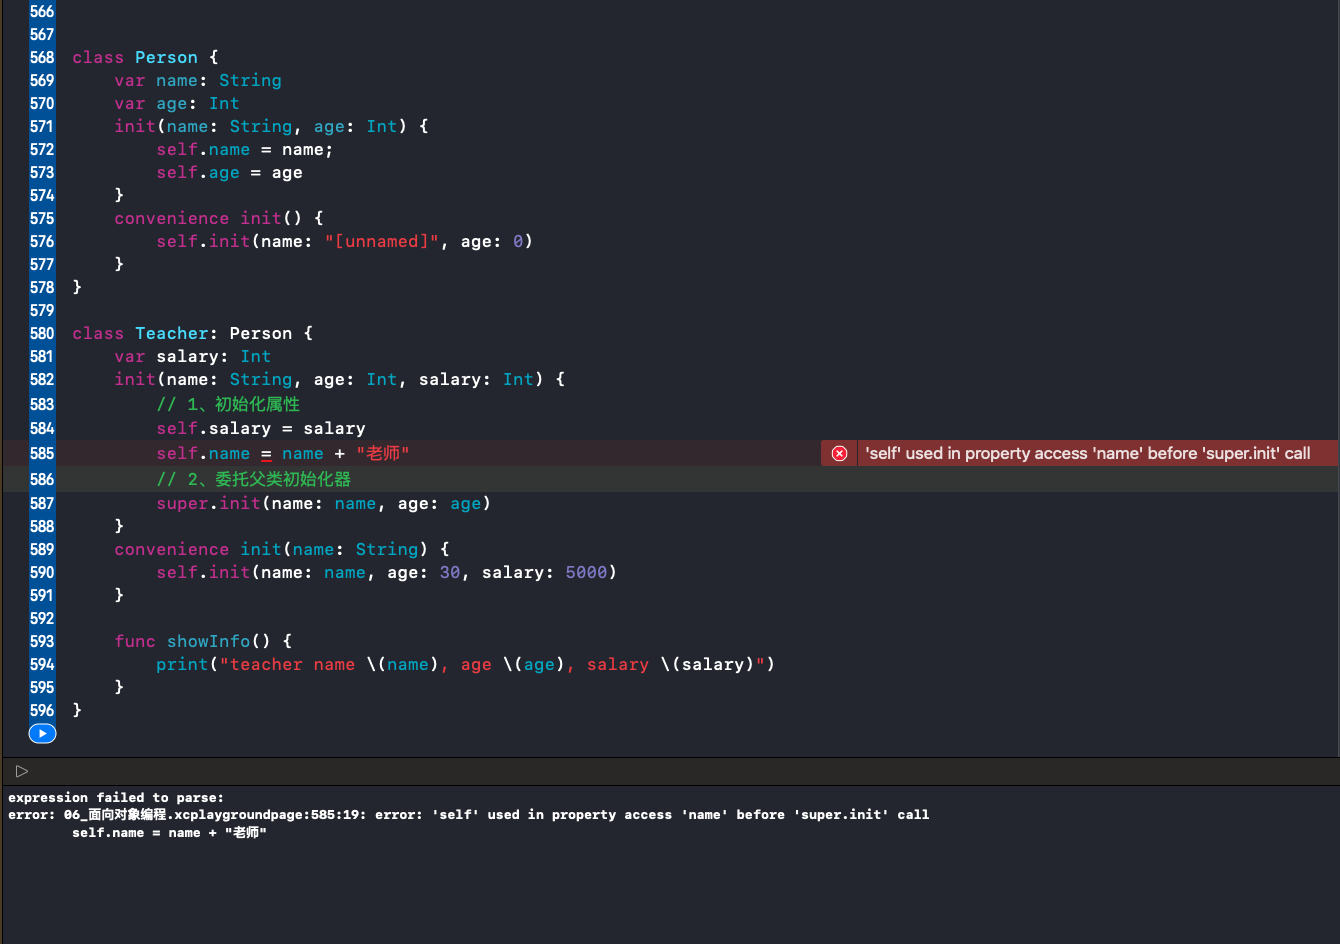 566
567
568 class Person {
569 var name: String
570 var age: Int
571 init(name: String, age: Int) {
572 self.name = name;
573 self.age = age
574 }
575 convenience init() {
576 self.init(name: "[unnamed]", age: 0)
577 }
578 }
579
580 class Teacher: Person {
581 var salary: Int
582 init(name: String, age: Int, salary: Int) {
583 // 1、初始化属性
584 self.salary = salary
585 self.name = name + "老师" 'self' used in property access 'name' before 'super.init' call
586 // 2、委托父类初始化器
587 super.init(name: name, age: age)
588 }
589 convenience init(name: String) {
590 self.init(name: name, age: 30, salary: 5000)
591 }
592
593 func showInfo() {
594 print("teacher name \(name), age \(age), salary \(salary)")
595 }
596 }
expression failed to parse:
error: 06_面向对象编程.xcplaygroundpage:585:19: error: 'self' used in property access 'name' before 'super.init' call
self.name = name + "老师"